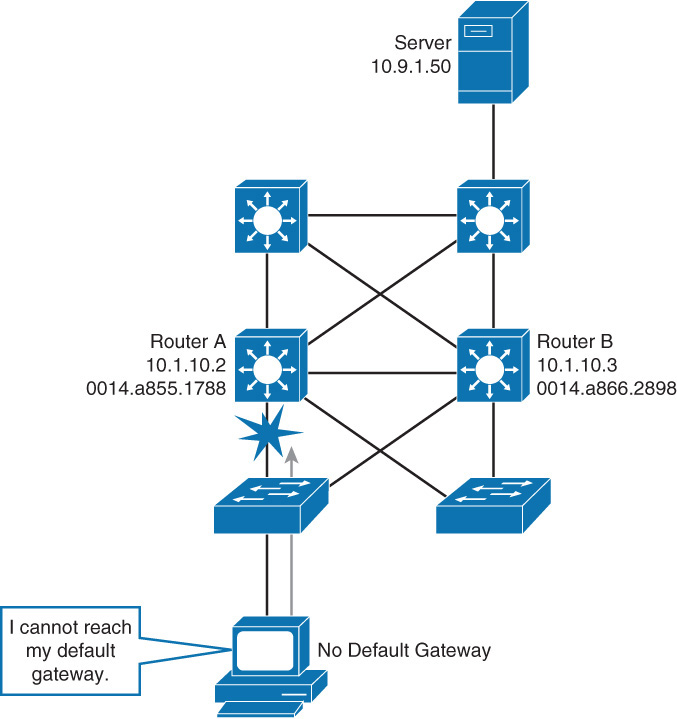 Server
10.9.1.50
Router A
10.1.10.2
0014.a855.1788
Router B
10.1.10.3
0014.a866.2898
I cannot reach
my default
gateway.
No Default Gateway